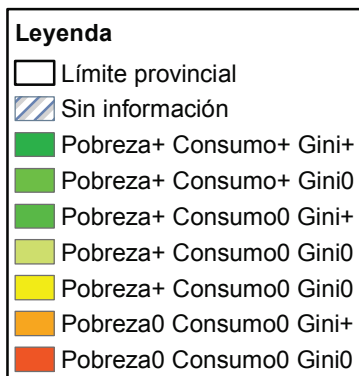 Leyenda
Límite provincial
Sin información
Pobreza+ Consumo+ Gini+
Pobreza+ Consumo+ Gini0
Pobreza+ Consumo0 Gini+
Pobreza+ Consumo0 Gini0
Pobreza+ Consumo0 Gini0
Pobreza0 Consumo0 Gini+
Pobreza0 Consumo0 Gini0